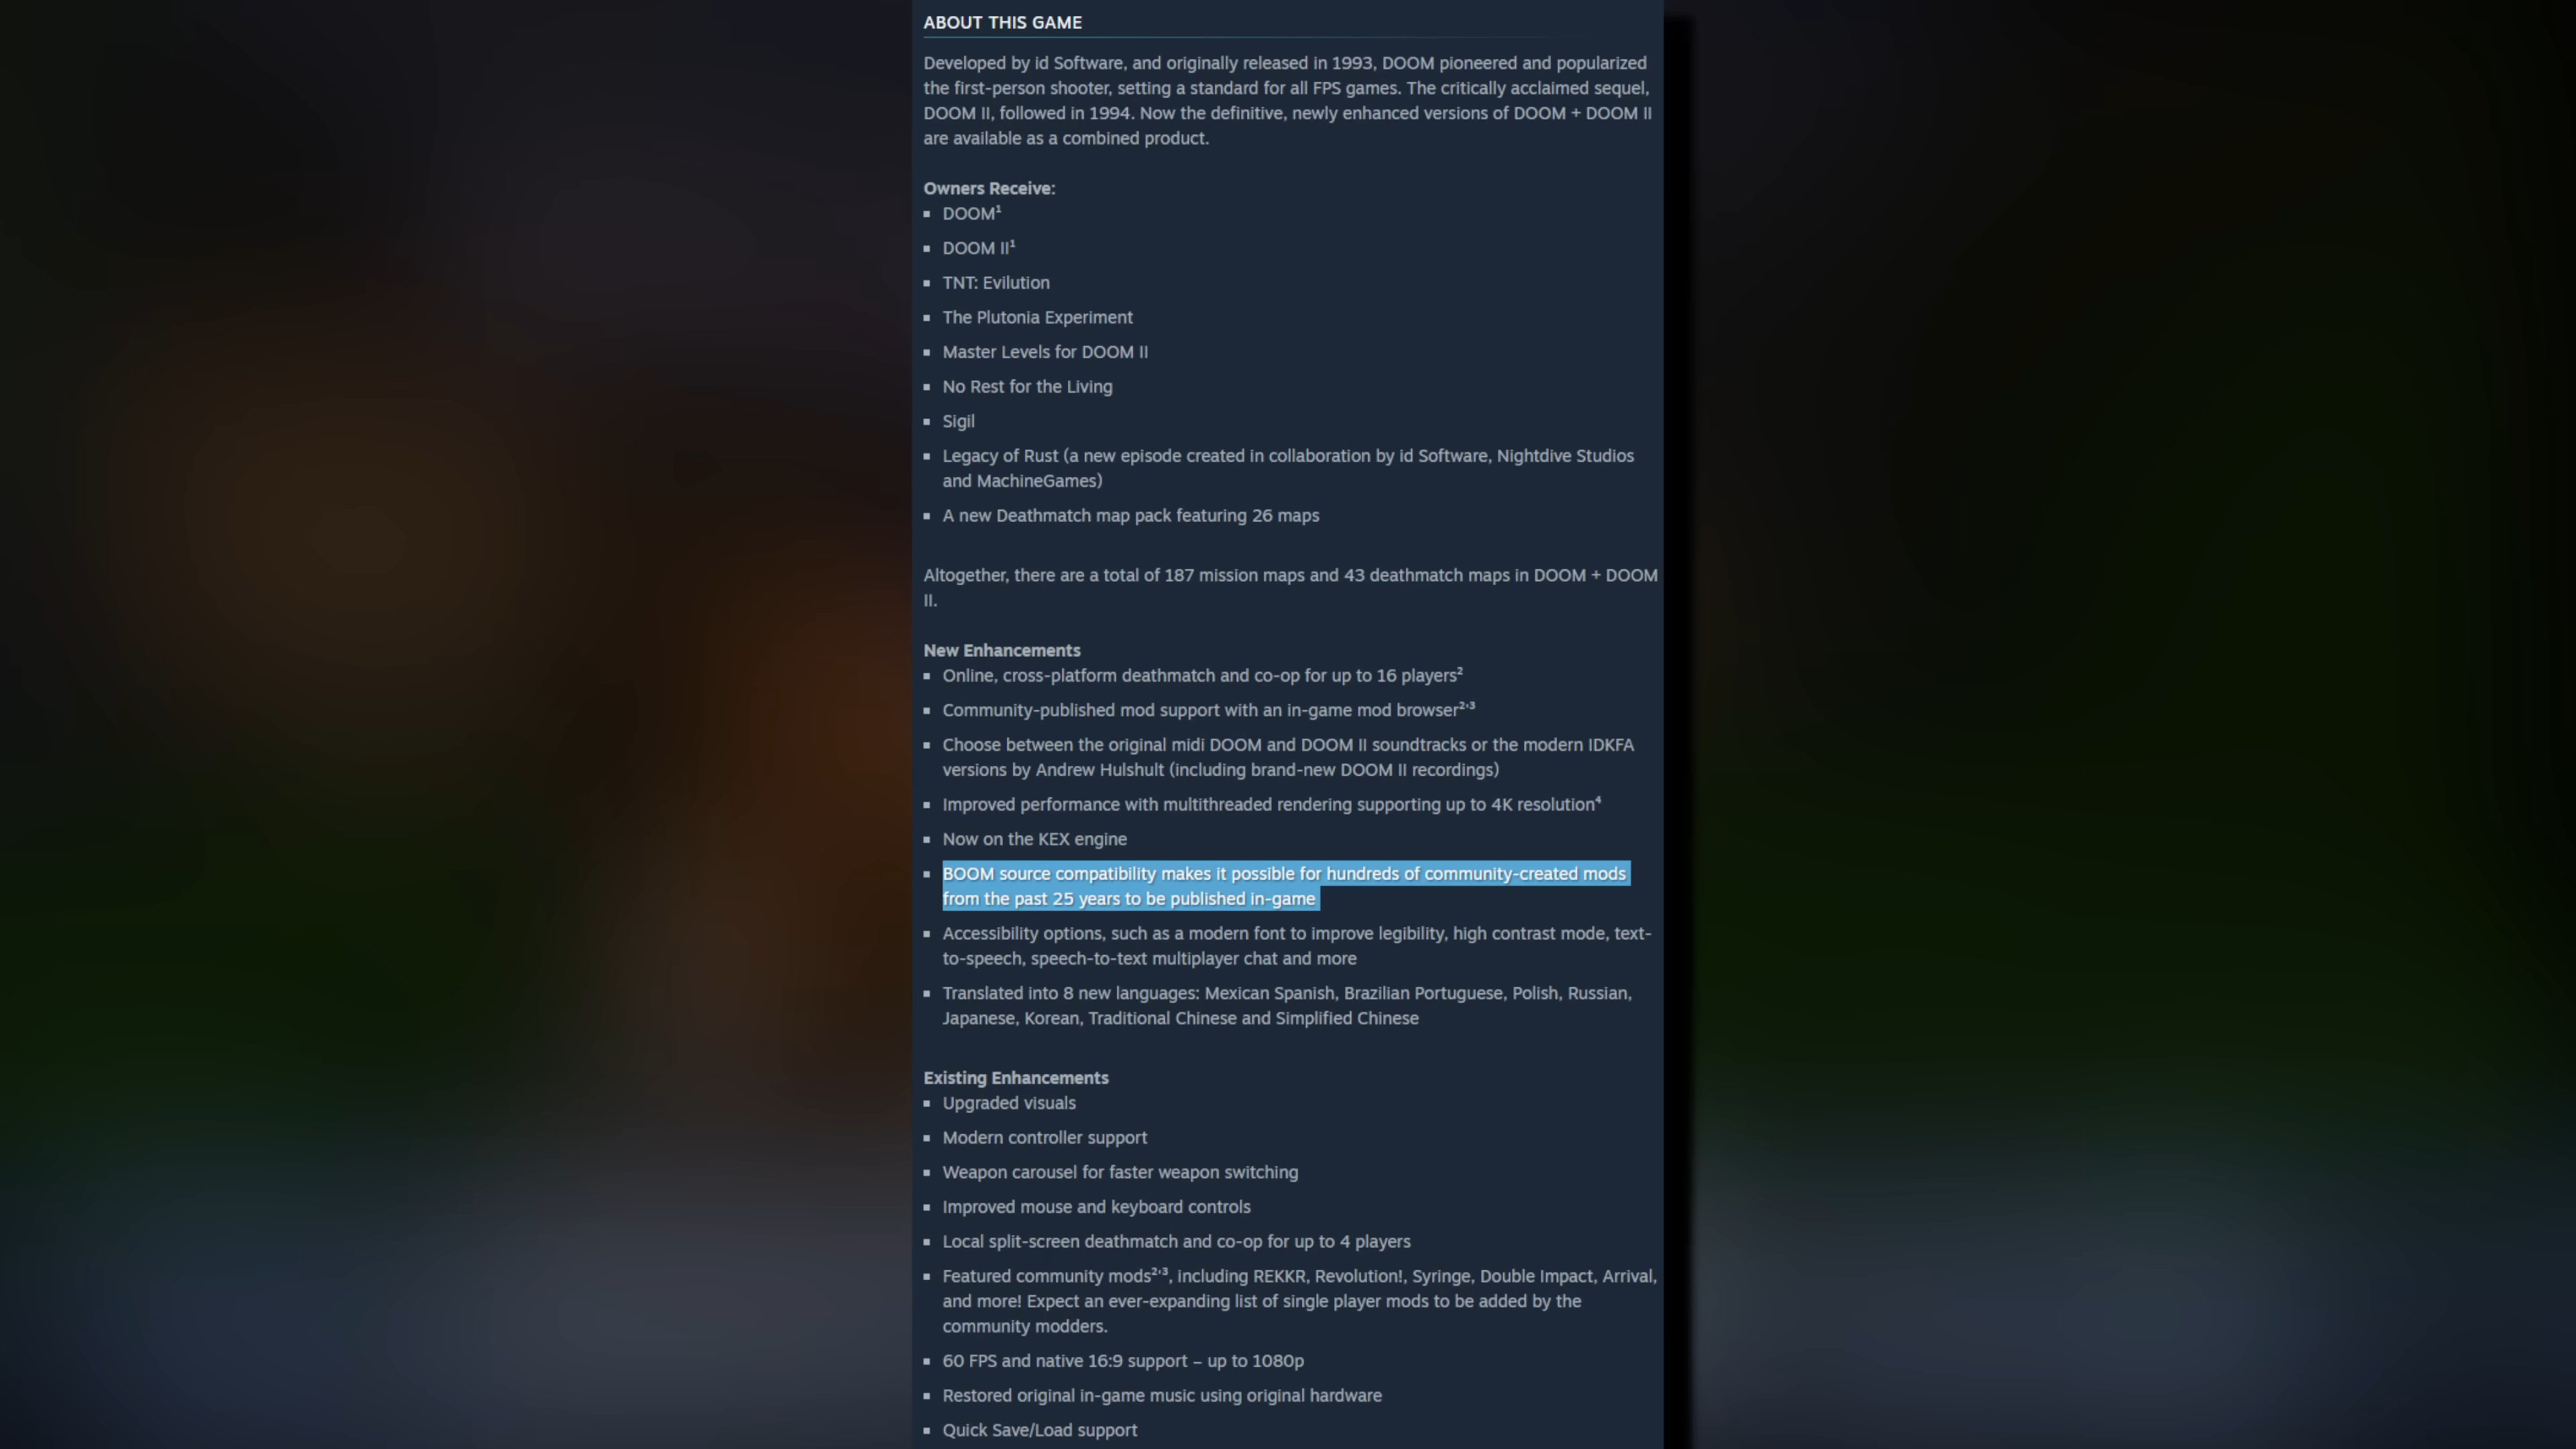 ABOUT THIS GAME
Developed by id Software, and originally released in 1993, DOOM pioneered and popularized
the first-person shooter, setting a standard for all FPS games. The critically acclaimed sequel,
DOOM II, followed in 1994. Now the definitive, newly enhanced versions of DOOM + DOOM II
are available as a combined product.
Owners Receive:
▪ DOOM¹
▪ DOOM II¹
▪ TNT: Evilution
▪ The Plutonia Experiment
▪ Master Levels for DOOM II
▪ No Rest for the Living
▪ Sigil
▪ Legacy of Rust (a new episode created in collaboration by id Software, Nightdive Studios
and MachineGames)
▪ A new Deathmatch map pack featuring 26 maps
Altogether, there are a total of 187 mission maps and 43 deathmatch maps in DOOM + DOOM
II.
New Enhancements
▪ Online, cross-platform deathmatch and co-op for up to 16 players²
▪ Community-published mod support with an in-game mod browser²'³
▪ Choose between the original midi DOOM and DOOM II soundtracks or the modern IDKFA
versions by Andrew Hulshult (including brand-new DOOM II recordings)
▪ Improved performance with multithreaded rendering supporting up to 4K resolution⁴
▪ Now on the KEX engine
▪ BOOM source compatibility makes it possible for hundreds of community-created mods
from the past 25 years to be published in-game
▪ Accessibility options, such as a modern font to improve legibility, high contrast mode, text-
to-speech, speech-to-text multiplayer chat and more
▪ Translated into 8 new languages: Mexican Spanish, Brazilian Portuguese, Polish, Russian,
Japanese, Korean, Traditional Chinese and Simplified Chinese
Existing Enhancements
▪ Upgraded visuals
▪ Modern controller support
▪ Weapon carousel for faster weapon switching
▪ Improved mouse and keyboard controls
▪ Local split-screen deathmatch and co-op for up to 4 players
▪ Featured community mods²'³, including REKKR, Revolution!, Syringe, Double Impact, Arrival,
and more! Expect an ever-expanding list of single player mods to be added by the
community modders.
▪ 60 FPS and native 16:9 support – up to 1080p
▪ Restored original in-game music using original hardware
▪ Quick Save/Load support